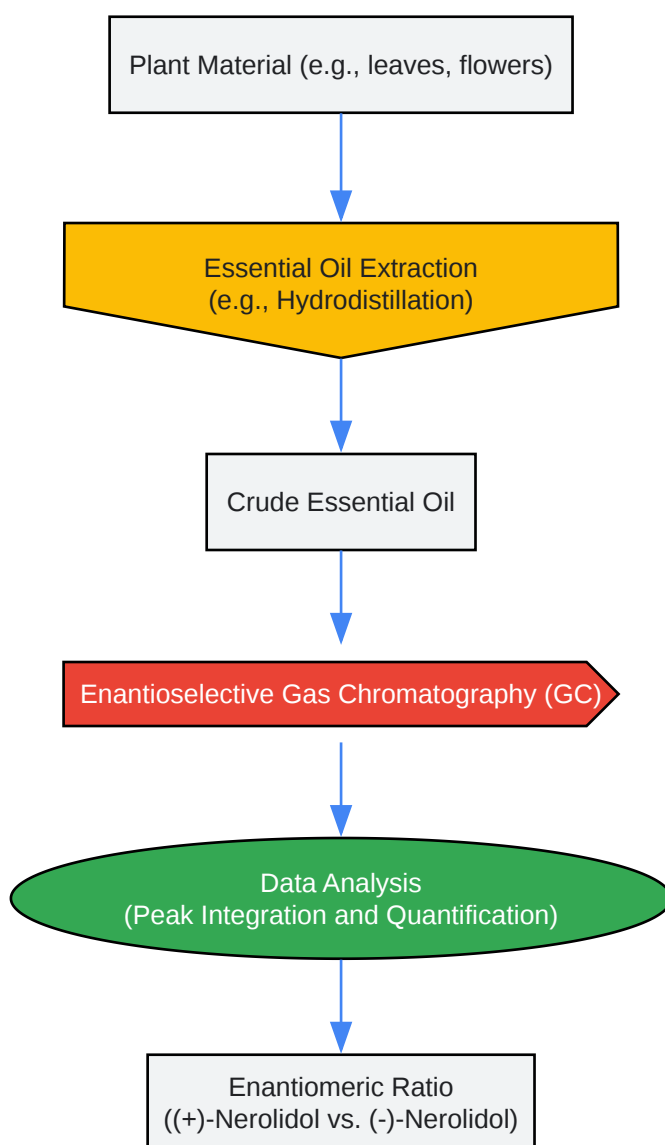 Plant Material (e.g., leaves, flowers)
Essential Oil Extraction
(e.g., Hydrodistillation)
Crude Essential Oil
Enantioselective Gas Chromatography (GC)
Data Analysis
(Peak Integration and Quantification)
Enantiomeric Ratio
((+)-Nerolidol vs. (-)-Nerolidol)